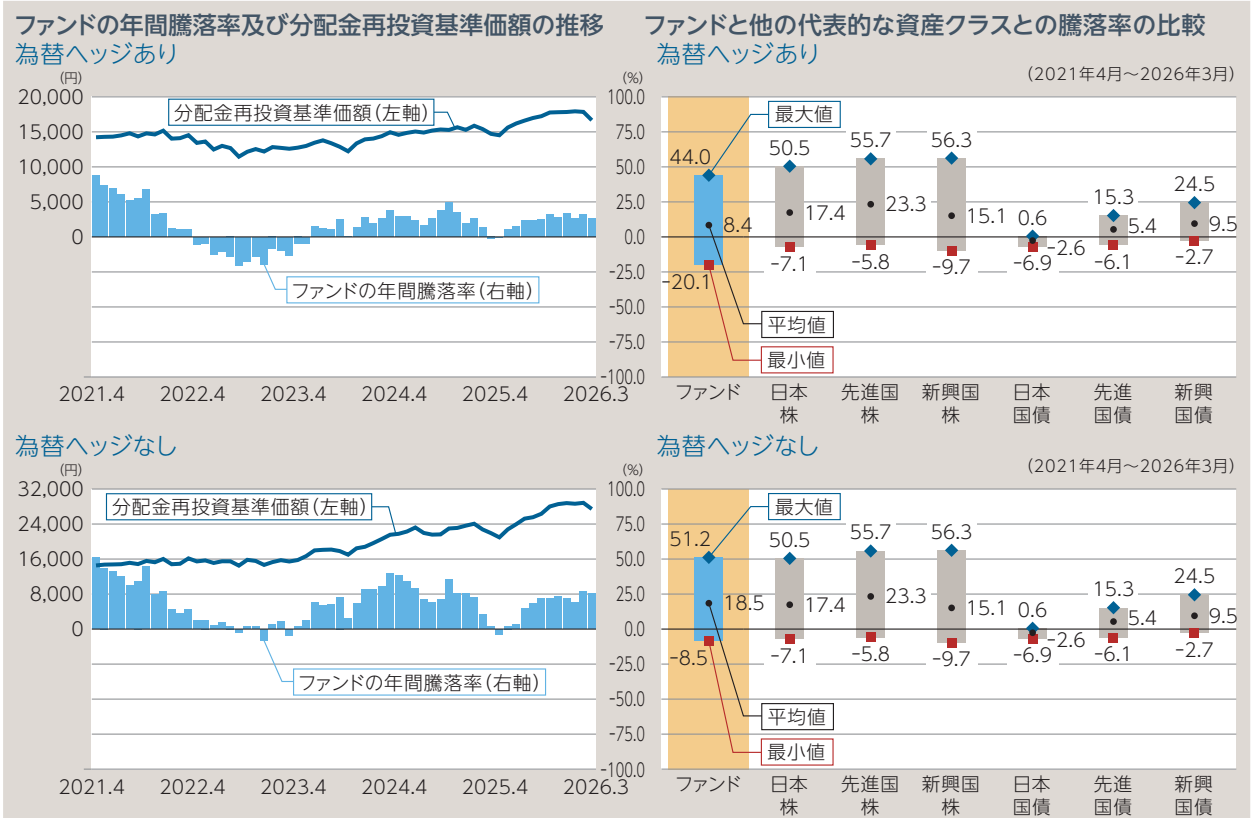 ファンドの年間騰落率及び分配金再投資基準価額の推移
為替ヘッジあり
(円)
(%)
20,000
15,000
10,000
5,000
0
100.0
75.0
50.0
25.0
0.0
-25.0
-50.0
-75.0
-100.0
分配金再投資基準価額(左軸)
ファンドの年間騰落率(右軸)
2021.4
2022.4
2023.4
2024.4
2025.4
2026.3
ファンドと他の代表的な資産クラスとの騰落率の比較
為替ヘッジあり
(2021年4月～2026年3月)
最大値
44.0
50.5
55.7
56.3
0.6
15.3
24.5
8.4
17.4
23.3
15.1
-2.6
5.4
9.5
-20.1
-7.1
-5.8
-9.7
-6.9
-6.1
-2.7
平均値
最小値
ファンド
日本株
先進国株
新興国株
日本国債
先進国債
新興国債
為替ヘッジなし
(円)
(%)
32,000
24,000
16,000
8,000
0
100.0
75.0
50.0
25.0
0.0
-25.0
-50.0
-75.0
-100.0
分配金再投資基準価額(左軸)
ファンドの年間騰落率(右軸)
2021.4
2022.4
2023.4
2024.4
2025.4
2026.3
為替ヘッジなし
(2021年4月～2026年3月)
最大値
51.2
50.5
55.7
56.3
0.6
15.3
24.5
18.5
17.4
23.3
15.1
-2.6
5.4
9.5
-8.5
-7.1
-5.8
-9.7
-6.9
-6.1
-2.7
平均値
最小値
ファンド
日本株
先進国株
新興国株
日本国債
先進国債
新興国債